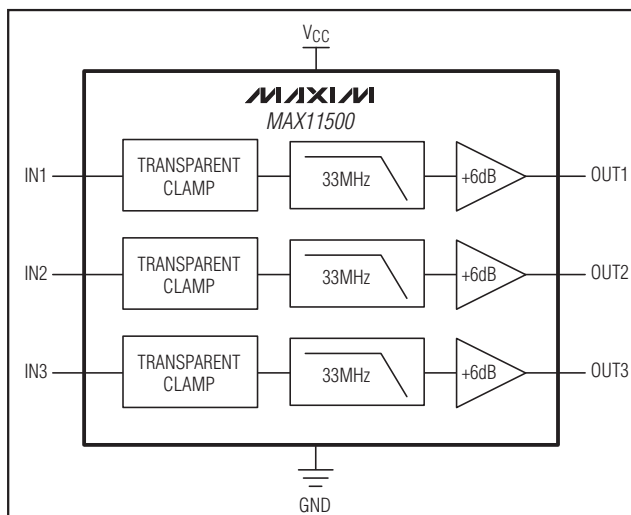 VCC
MAXIM
MAX11500
IN1
TRANSPARENT
CLAMP
33MHz
+6dB
OUT1
IN2
TRANSPARENT
CLAMP
33MHz
+6dB
OUT2
IN3
TRANSPARENT
CLAMP
33MHz
+6dB
OUT3
GND